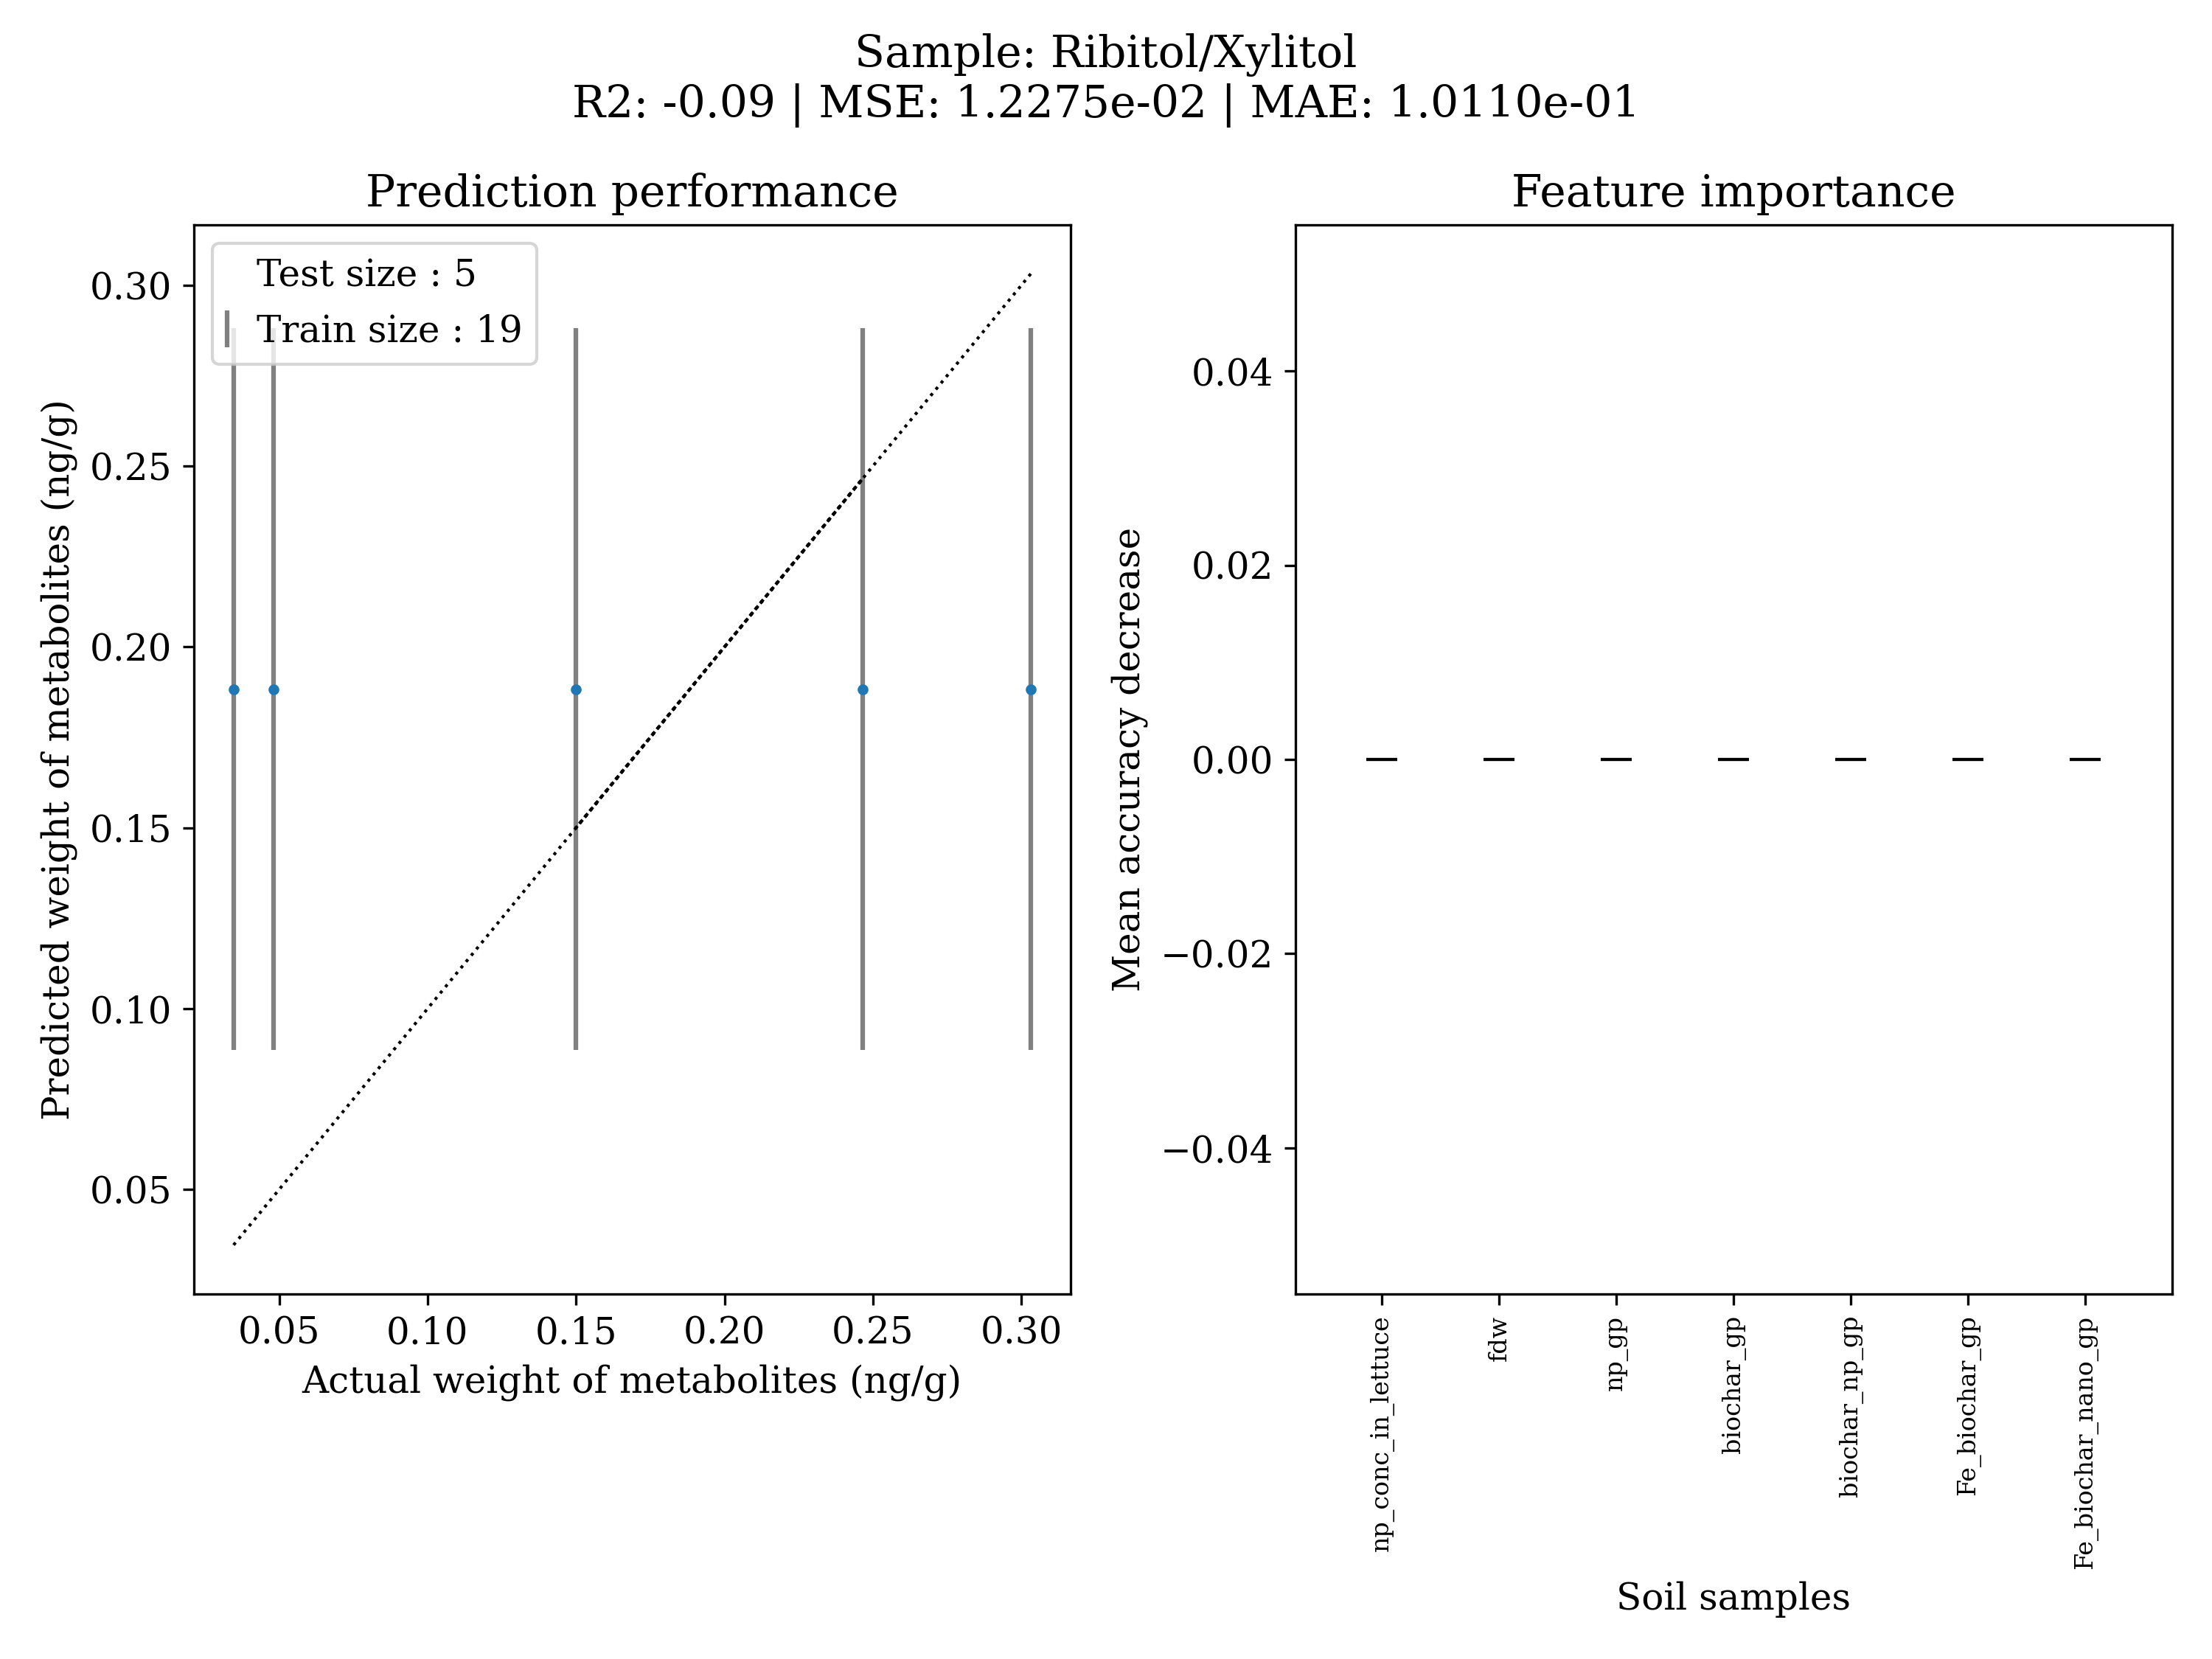 Sample: Ribitol/Xylitol
R2: -0.09 | MSE: 1.2275e-02 | MAE: 1.0110e-01
Prediction performance
Test size : 5
Train size : 19
0.30
0.25
0.20
0.15
0.10
0.05
Predicted weight of metabolites (ng/g)
0.05 0.10 0.15 0.20 0.25 0.30
Actual weight of metabolites (ng/g)
Feature importance
0.04
0.02
0.00
−0.02
−0.04
Mean accuracy decrease
np_conc_in_lettuce
fdw
np_gp
biochar_gp
biochar_np_gp
Fe_biochar_gp
Fe_biochar_nano_gp
Soil samples